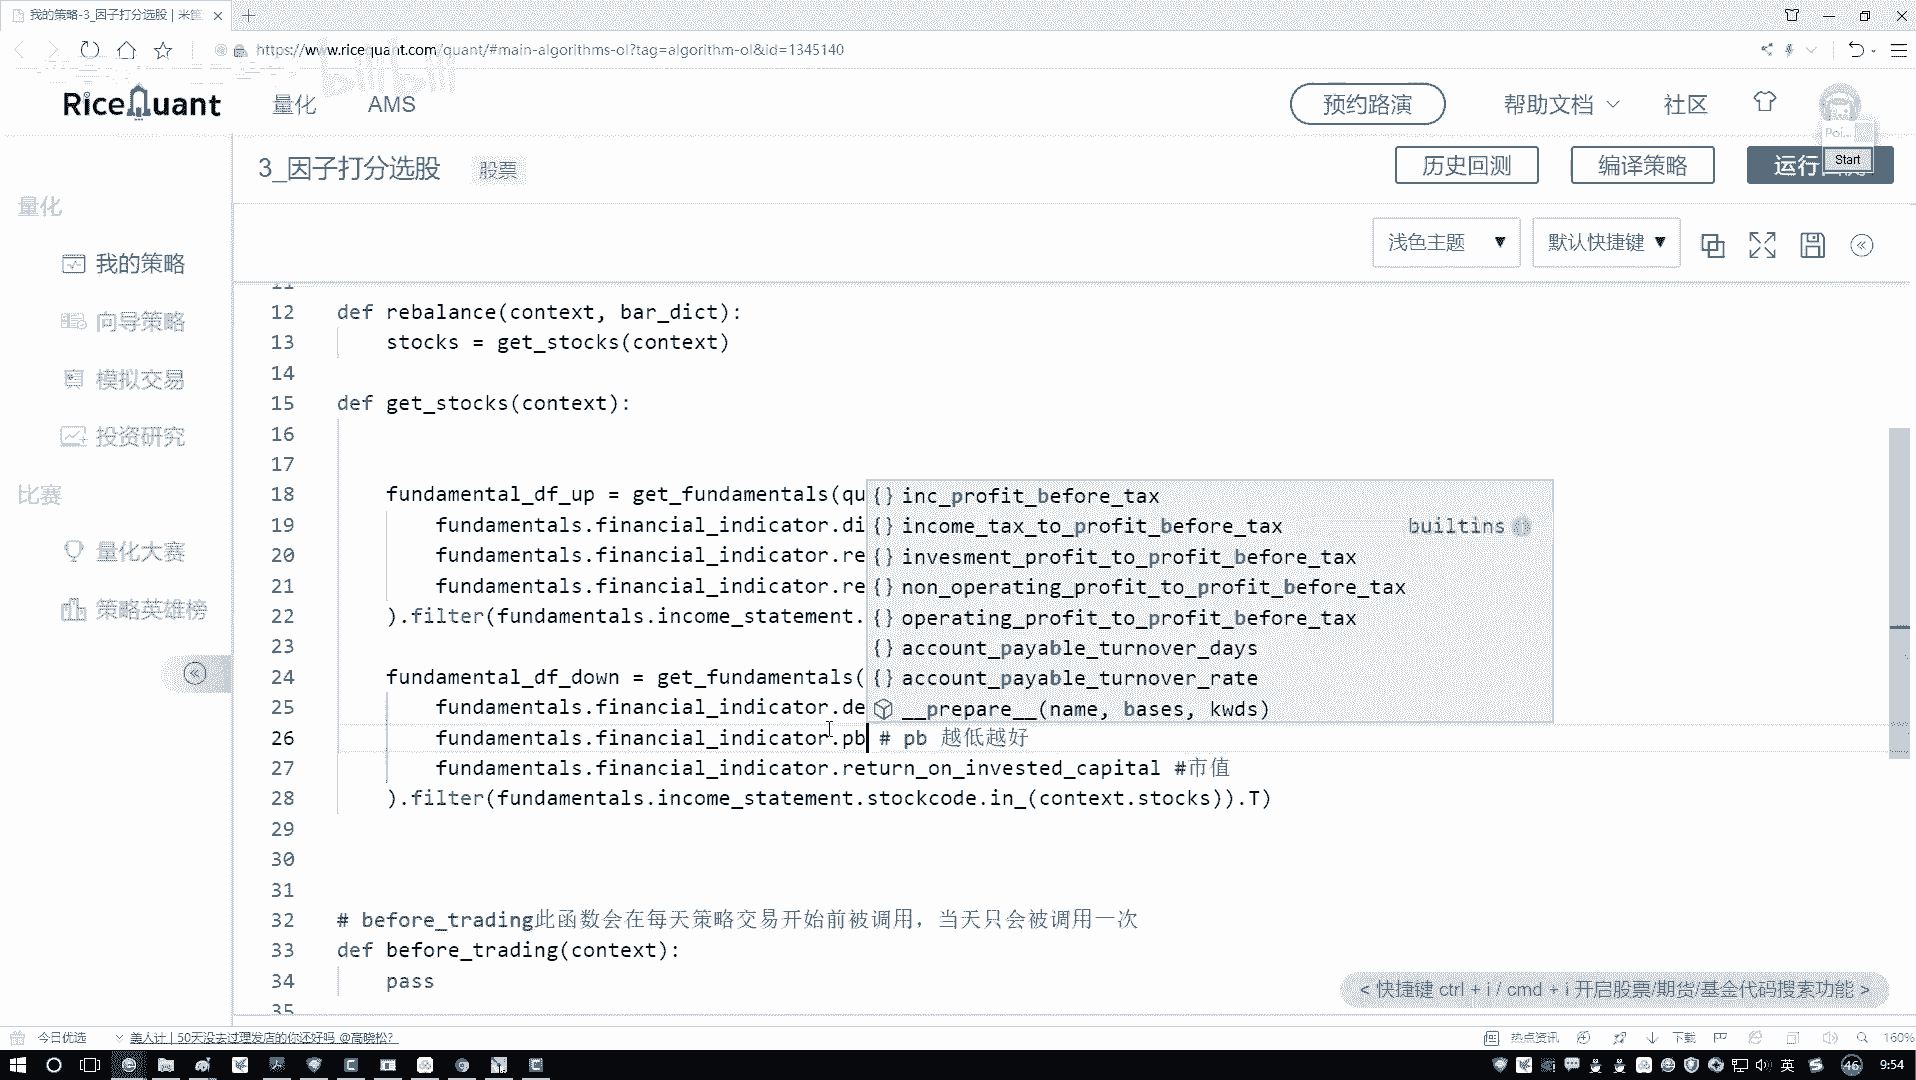 我的策略-3_因子打分选股 | 米筐
https://www.ricequant.com/quant/#main-algorithms-ol?tag=algorithm-ol&id=1345140
bilibili
RiceQuant
量化
AMS
预约路演
帮助文档
社区
Poi...
Start
3_因子打分选股
股票
历史回测
编译策略
运行
量化
我的策略
向导策略
模拟交易
投资研究
比赛
量化大赛
策略英雄榜
浅色主题
默认快捷键
11
12 def rebalance(context, bar_dict):
13 stocks = get_stocks(context)
14
15 def get_stocks(context):
16
17
18 fundamental_df_up = get_fundamentals(qu
19 fundamentals.financial_indicator.di
20 fundamentals.financial_indicator.re
21 fundamentals.financial_indicator.re
22 ).filter(fundamentals.income_statement.
23
24 fundamental_df_down = get_fundamentals(
25 fundamentals.financial_indicator.de
26 fundamentals.financial_indicator.pb # pb 越低越好
27 fundamentals.financial_indicator.return_on_invested_capital #市值
28 ).filter(fundamentals.income_statement.stockcode.in_(context.stocks)).T)
29
30
31
32 # before_trading此函数会在每天策略交易开始前被调用，当天只会被调用一次
33 def before_trading(context):
34 pass
35
{} inc_profit_before_tax
{} income_tax_to_profit_before_tax builtins
{} invesment_profit_to_profit_before_tax
{} non_operating_profit_to_profit_before_tax
{} operating_profit_to_profit_before_tax
{} account_payable_turnover_days
{} account_payable_turnover_rate
__prepare__(name, bases, kwds)
< 快捷键 ctrl + i / cmd + i 开启股票/期货/基金代码搜素功能 >
今日优选
美人计 | 50天没去过理发店的你还好吗 @高晓松?
热点资讯
下载
160%
英
46
9:54